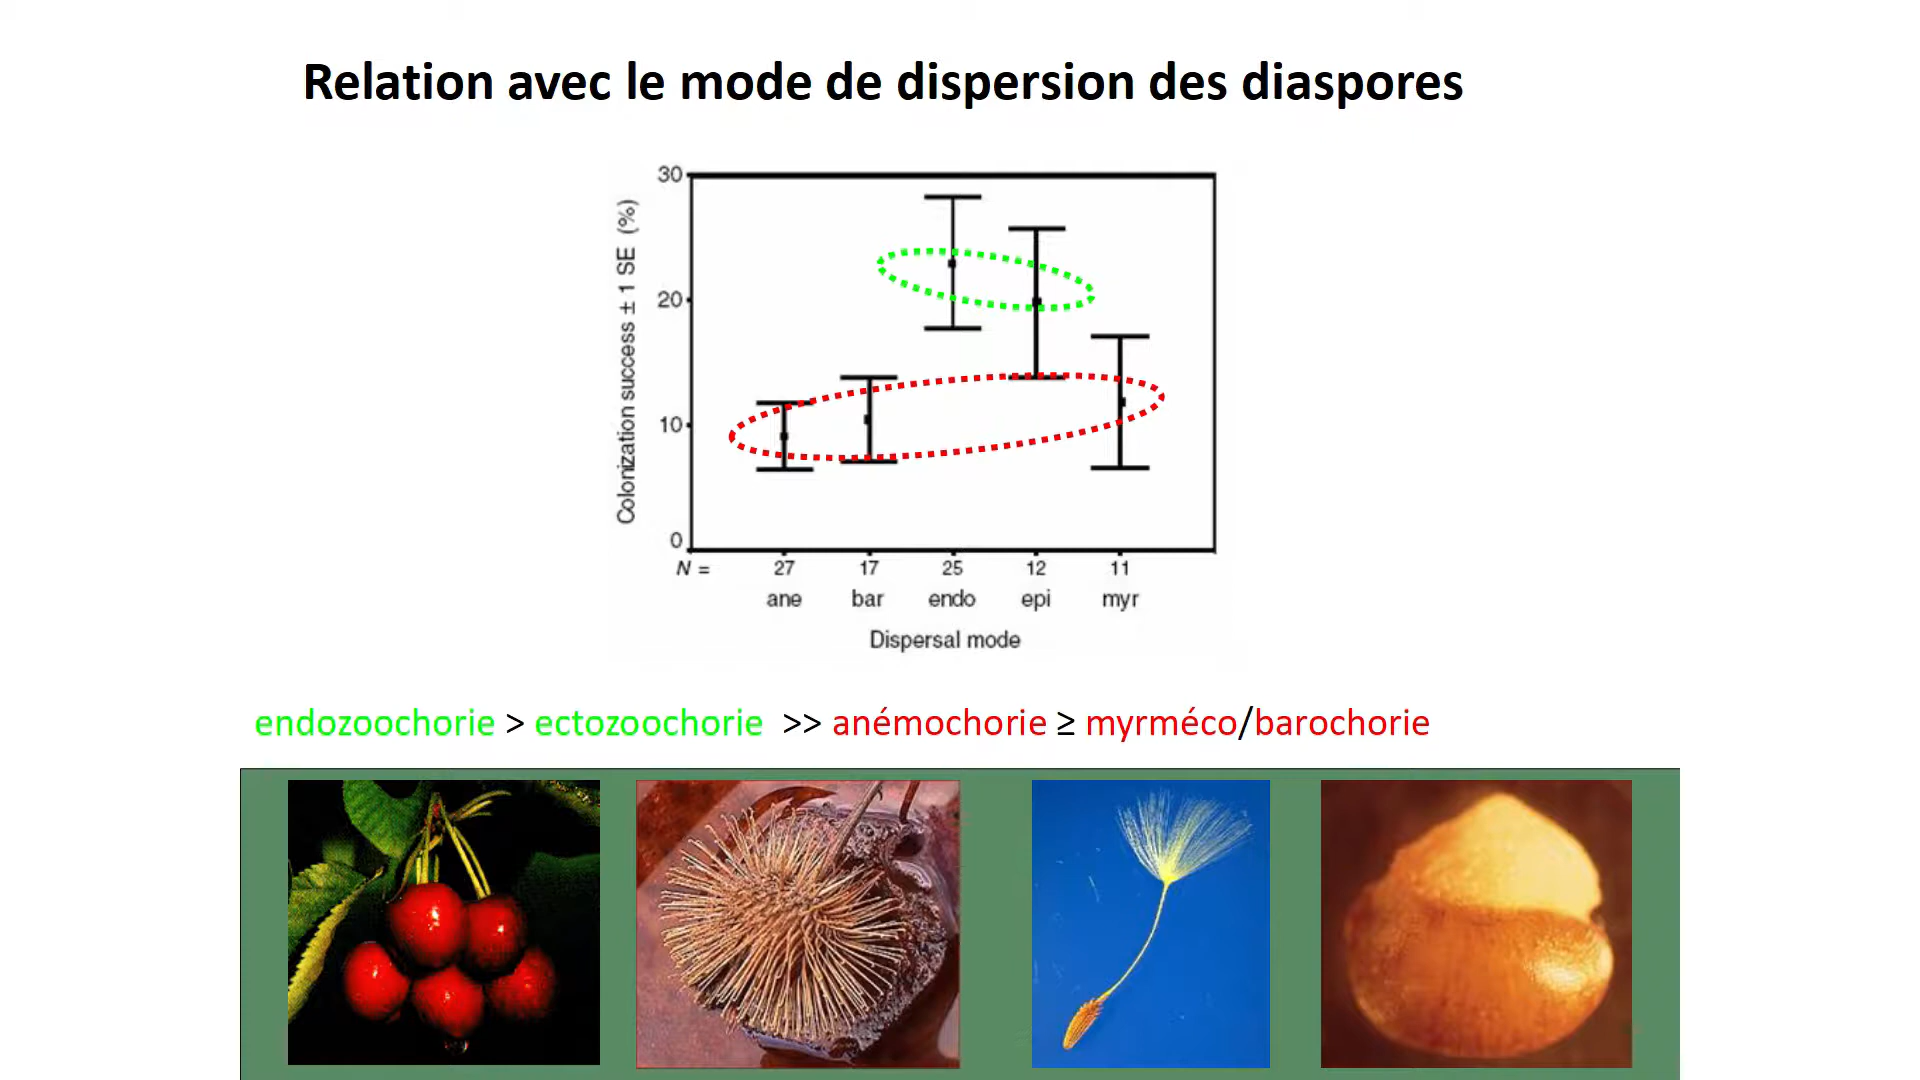 Relation avec le mode de dispersion des diaspores
Colonization success ± 1 SE (%)
30
20
10
0
N = 27 17 25 12 11
ane bar endo epi myr
Dispersal mode
endozoochorie > ectozoochorie >> anémochorie ≥ myrméco/barochorie